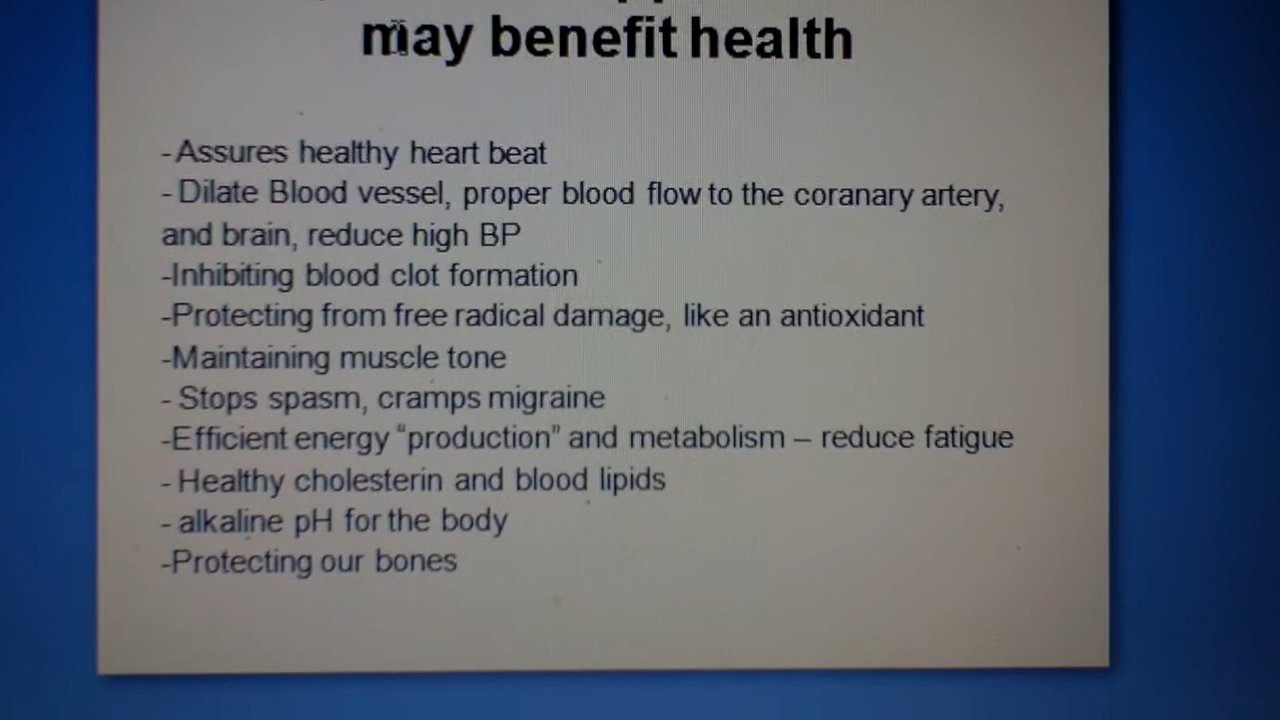 may benefit health
-Assures healthy heart beat
- Dilate Blood vessel, proper blood flow to the coranary artery,
and brain, reduce high BP
-Inhibiting blood clot formation
-Protecting from free radical damage, like an antioxidant
-Maintaining muscle tone
- Stops spasm, cramps migraine
-Efficient energy “production” and metabolism – reduce fatigue
- Healthy cholesterin and blood lipids
- alkaline pH for the body
-Protecting our bones